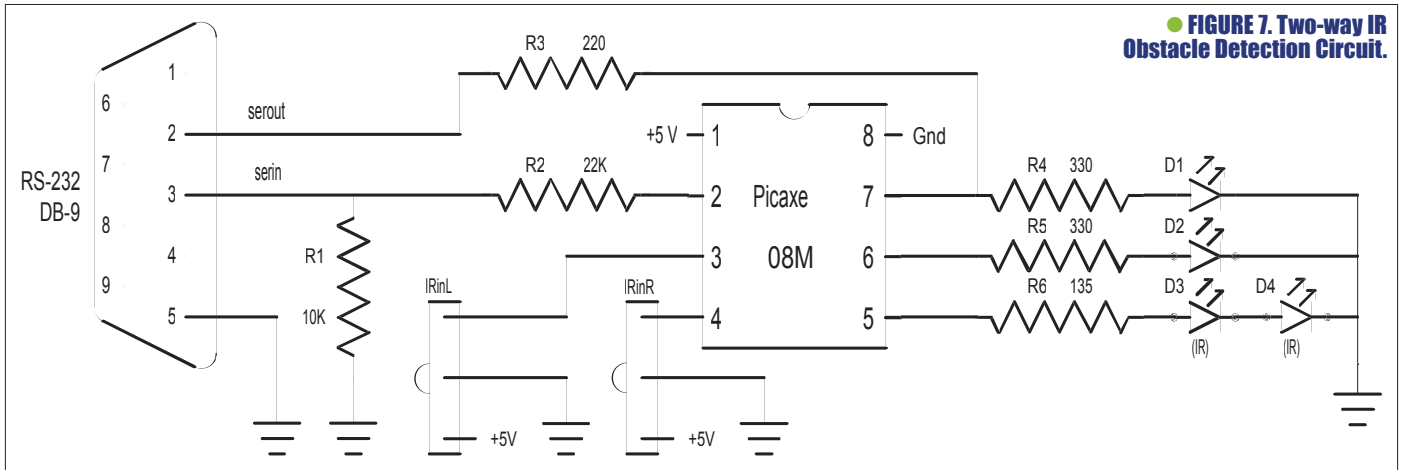 ● FIGURE 7. Two-way IR
Obstacle Detection Circuit.
R3 220
1
6
serout
2
+5 V 1
8 Gnd
7
RS-232
DB-9
serin
3
R2 22K
2
Picaxe
7
R4 330
D1
8
R1
4
3
08M
6
R5 330
D2
9
10K
IRinL
IRinR
5
4
5
R6 135
D3
D4
(IR)
(IR)
+5V
+5V